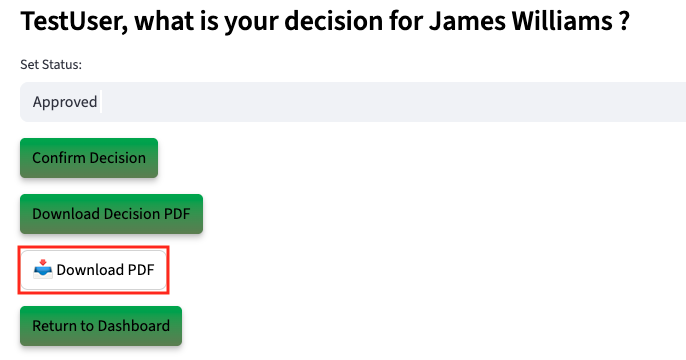 TestUser, what is your decision for James Williams ?
Set Status:
Approved
Confirm Decision
Download Decision PDF
Download PDF
Return to Dashboard